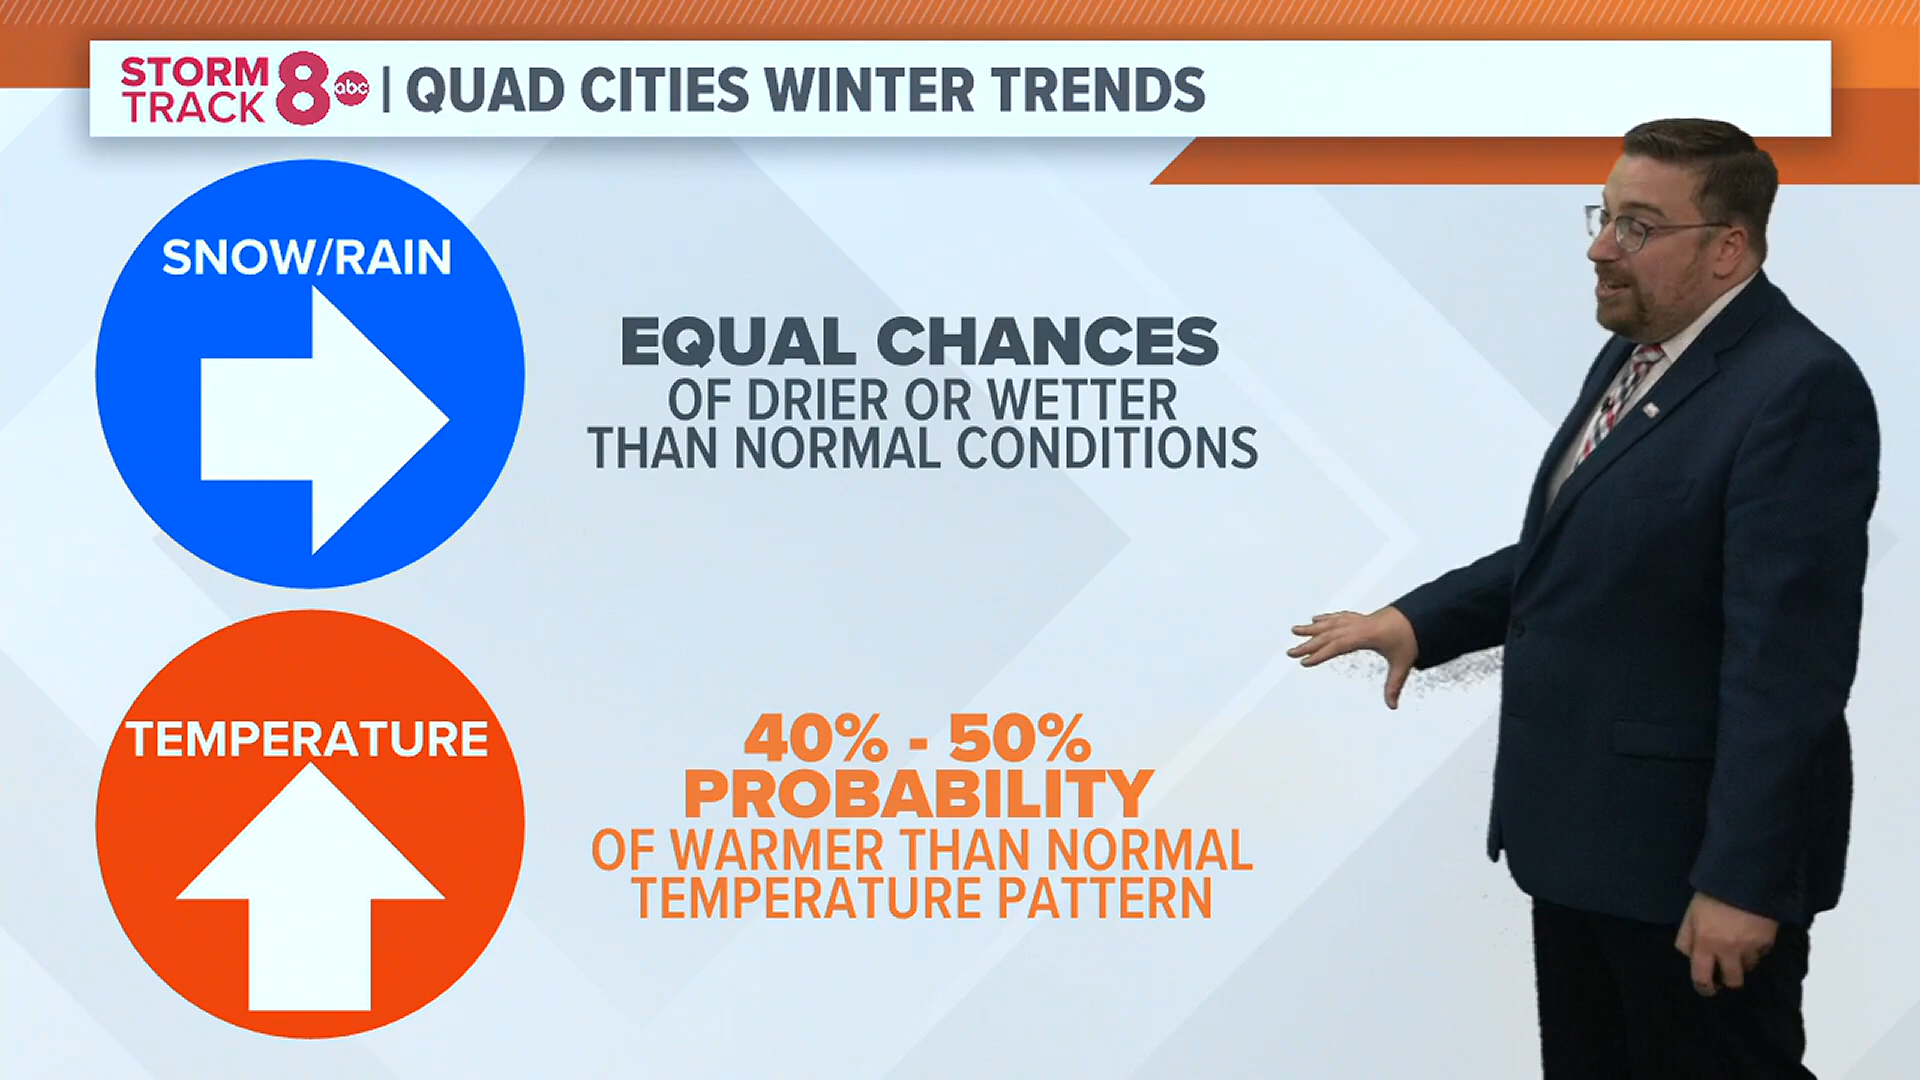 STORM TRACK 8 abc | QUAD CITIES WINTER TRENDS
SNOW/RAIN
EQUAL CHANCES
OF DRIER OR WETTER
THAN NORMAL CONDITIONS
TEMPERATURE
40% - 50%
PROBABILITY
OF WARMER THAN NORMAL
TEMPERATURE PATTERN